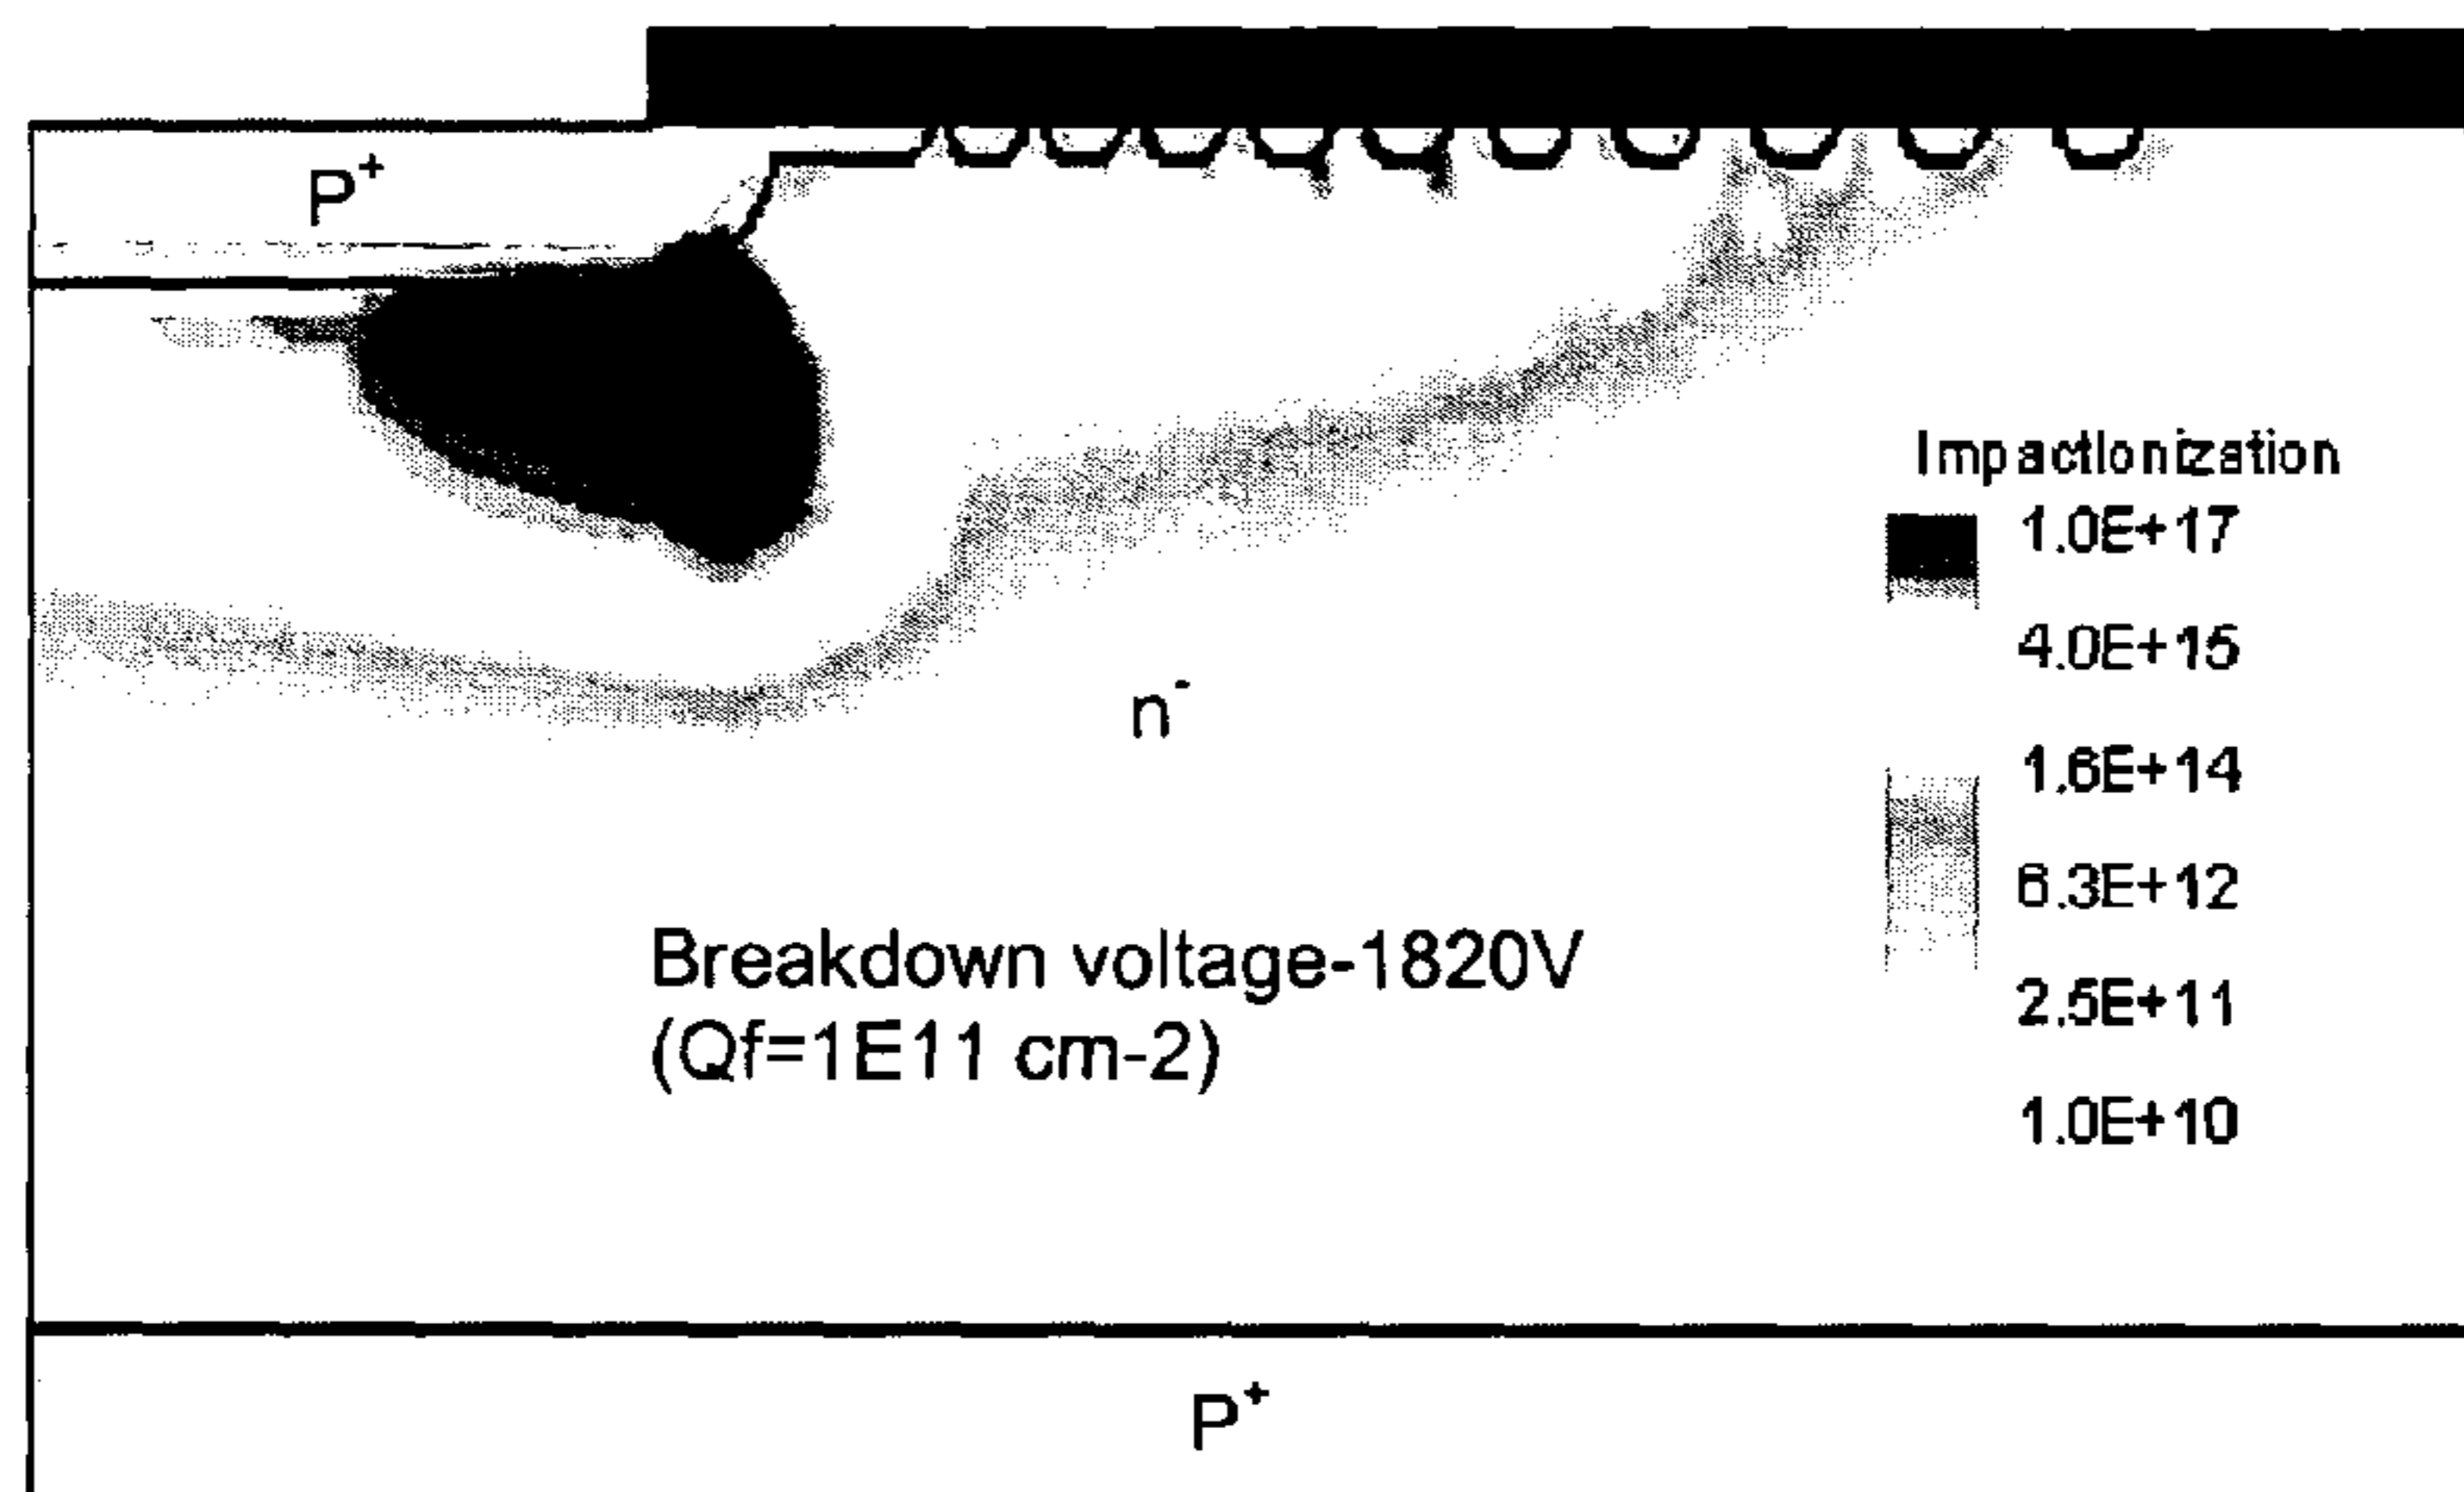 P⁺
ImpactIonization
1.0E+17
4.0E+15
1.6E+14
6.3E+12
2.5E+11
1.0E+10
n⁻
Breakdown voltage-1820V
(Qf=1E11 cm-2)
P⁺